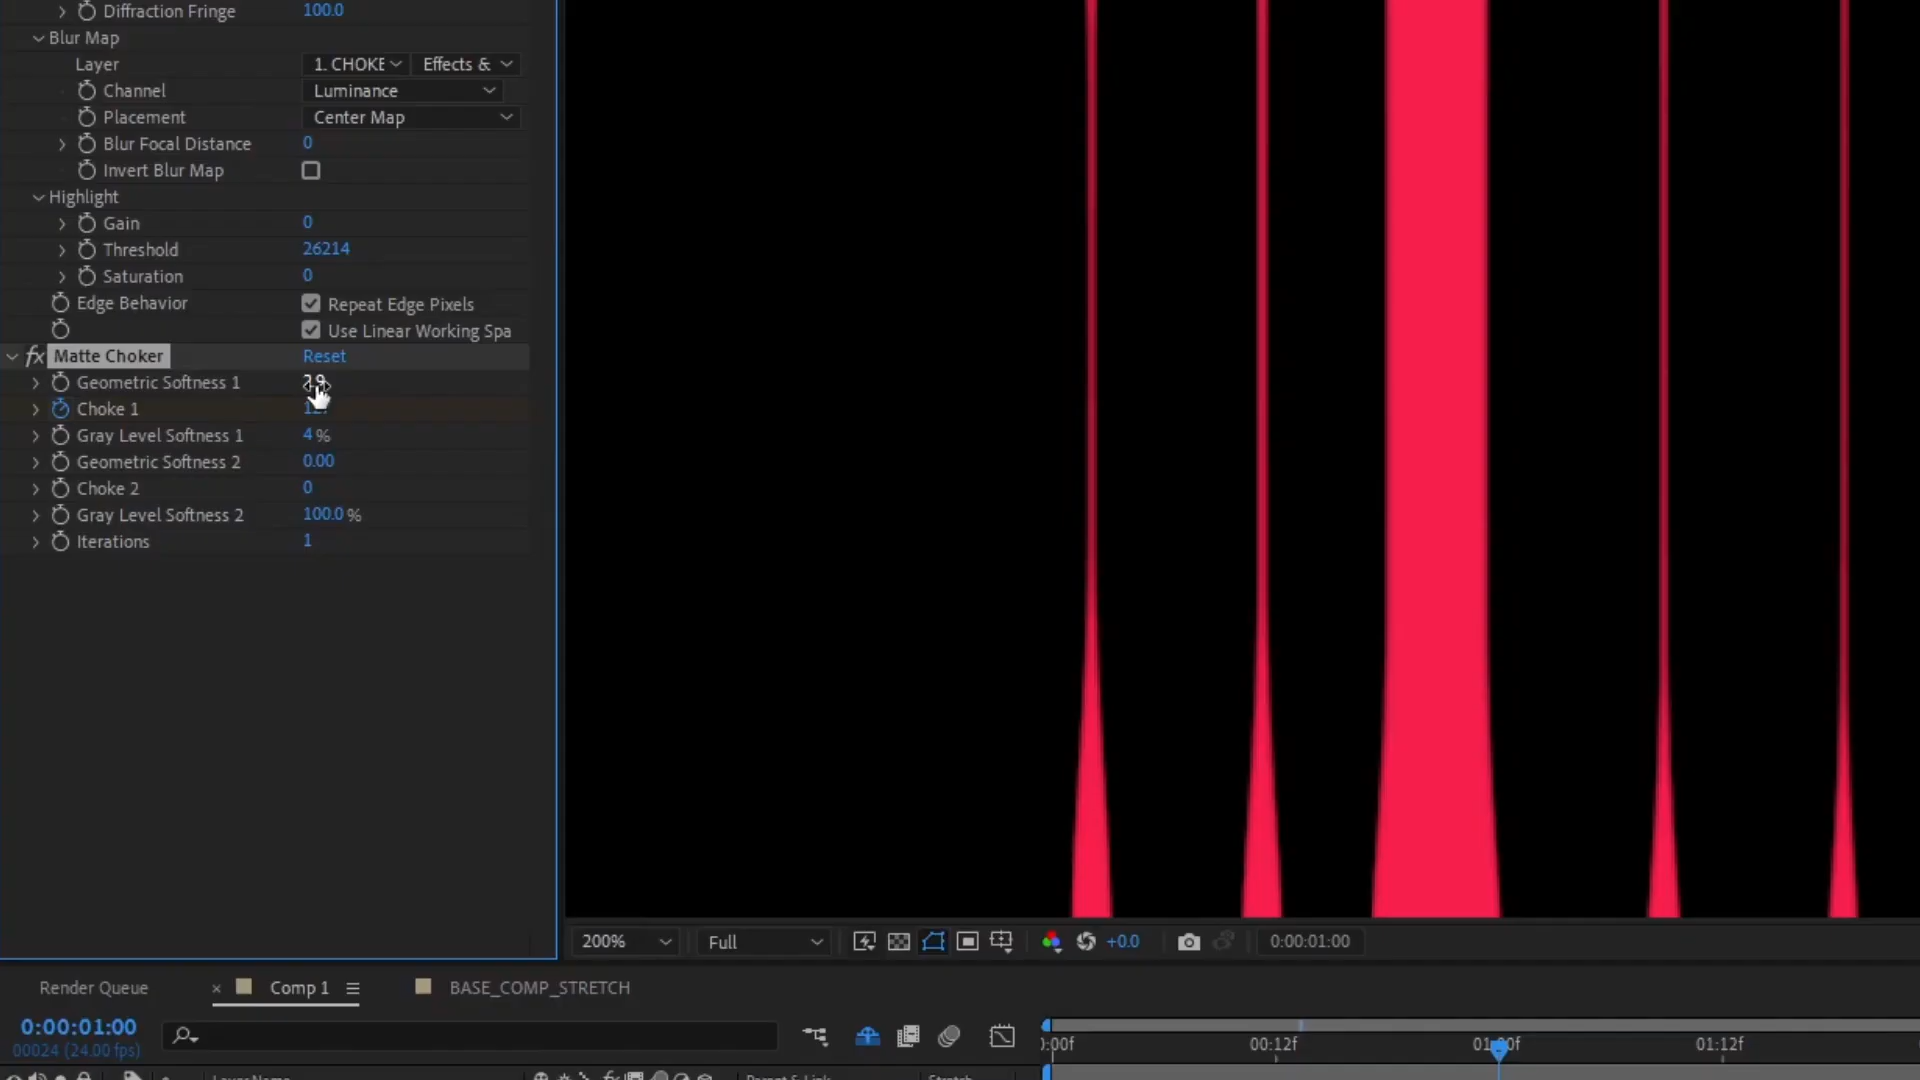 Diffraction Fringe 100.0
Blur Map
Layer 1. CHOKE Effects &
Channel Luminance
Placement Center Map
Blur Focal Distance 0
Invert Blur Map
Highlight
Gain 0
Threshold 26214
Saturation 0
Edge Behavior Repeat Edge Pixels
Use Linear Working Spa
fx Matte Choker Reset
Geometric Softness 1
Choke 1
Gray Level Softness 1 4 %
Geometric Softness 2 0.00
Choke 2 0
Gray Level Softness 2 100.0 %
Iterations 1
200% Full +0.0 0:00:01:00
Render Queue × Comp 1 BASE_COMP_STRETCH
0:00:01:00
00024 (24.00 fps)
):00f 00:12f 01:12f